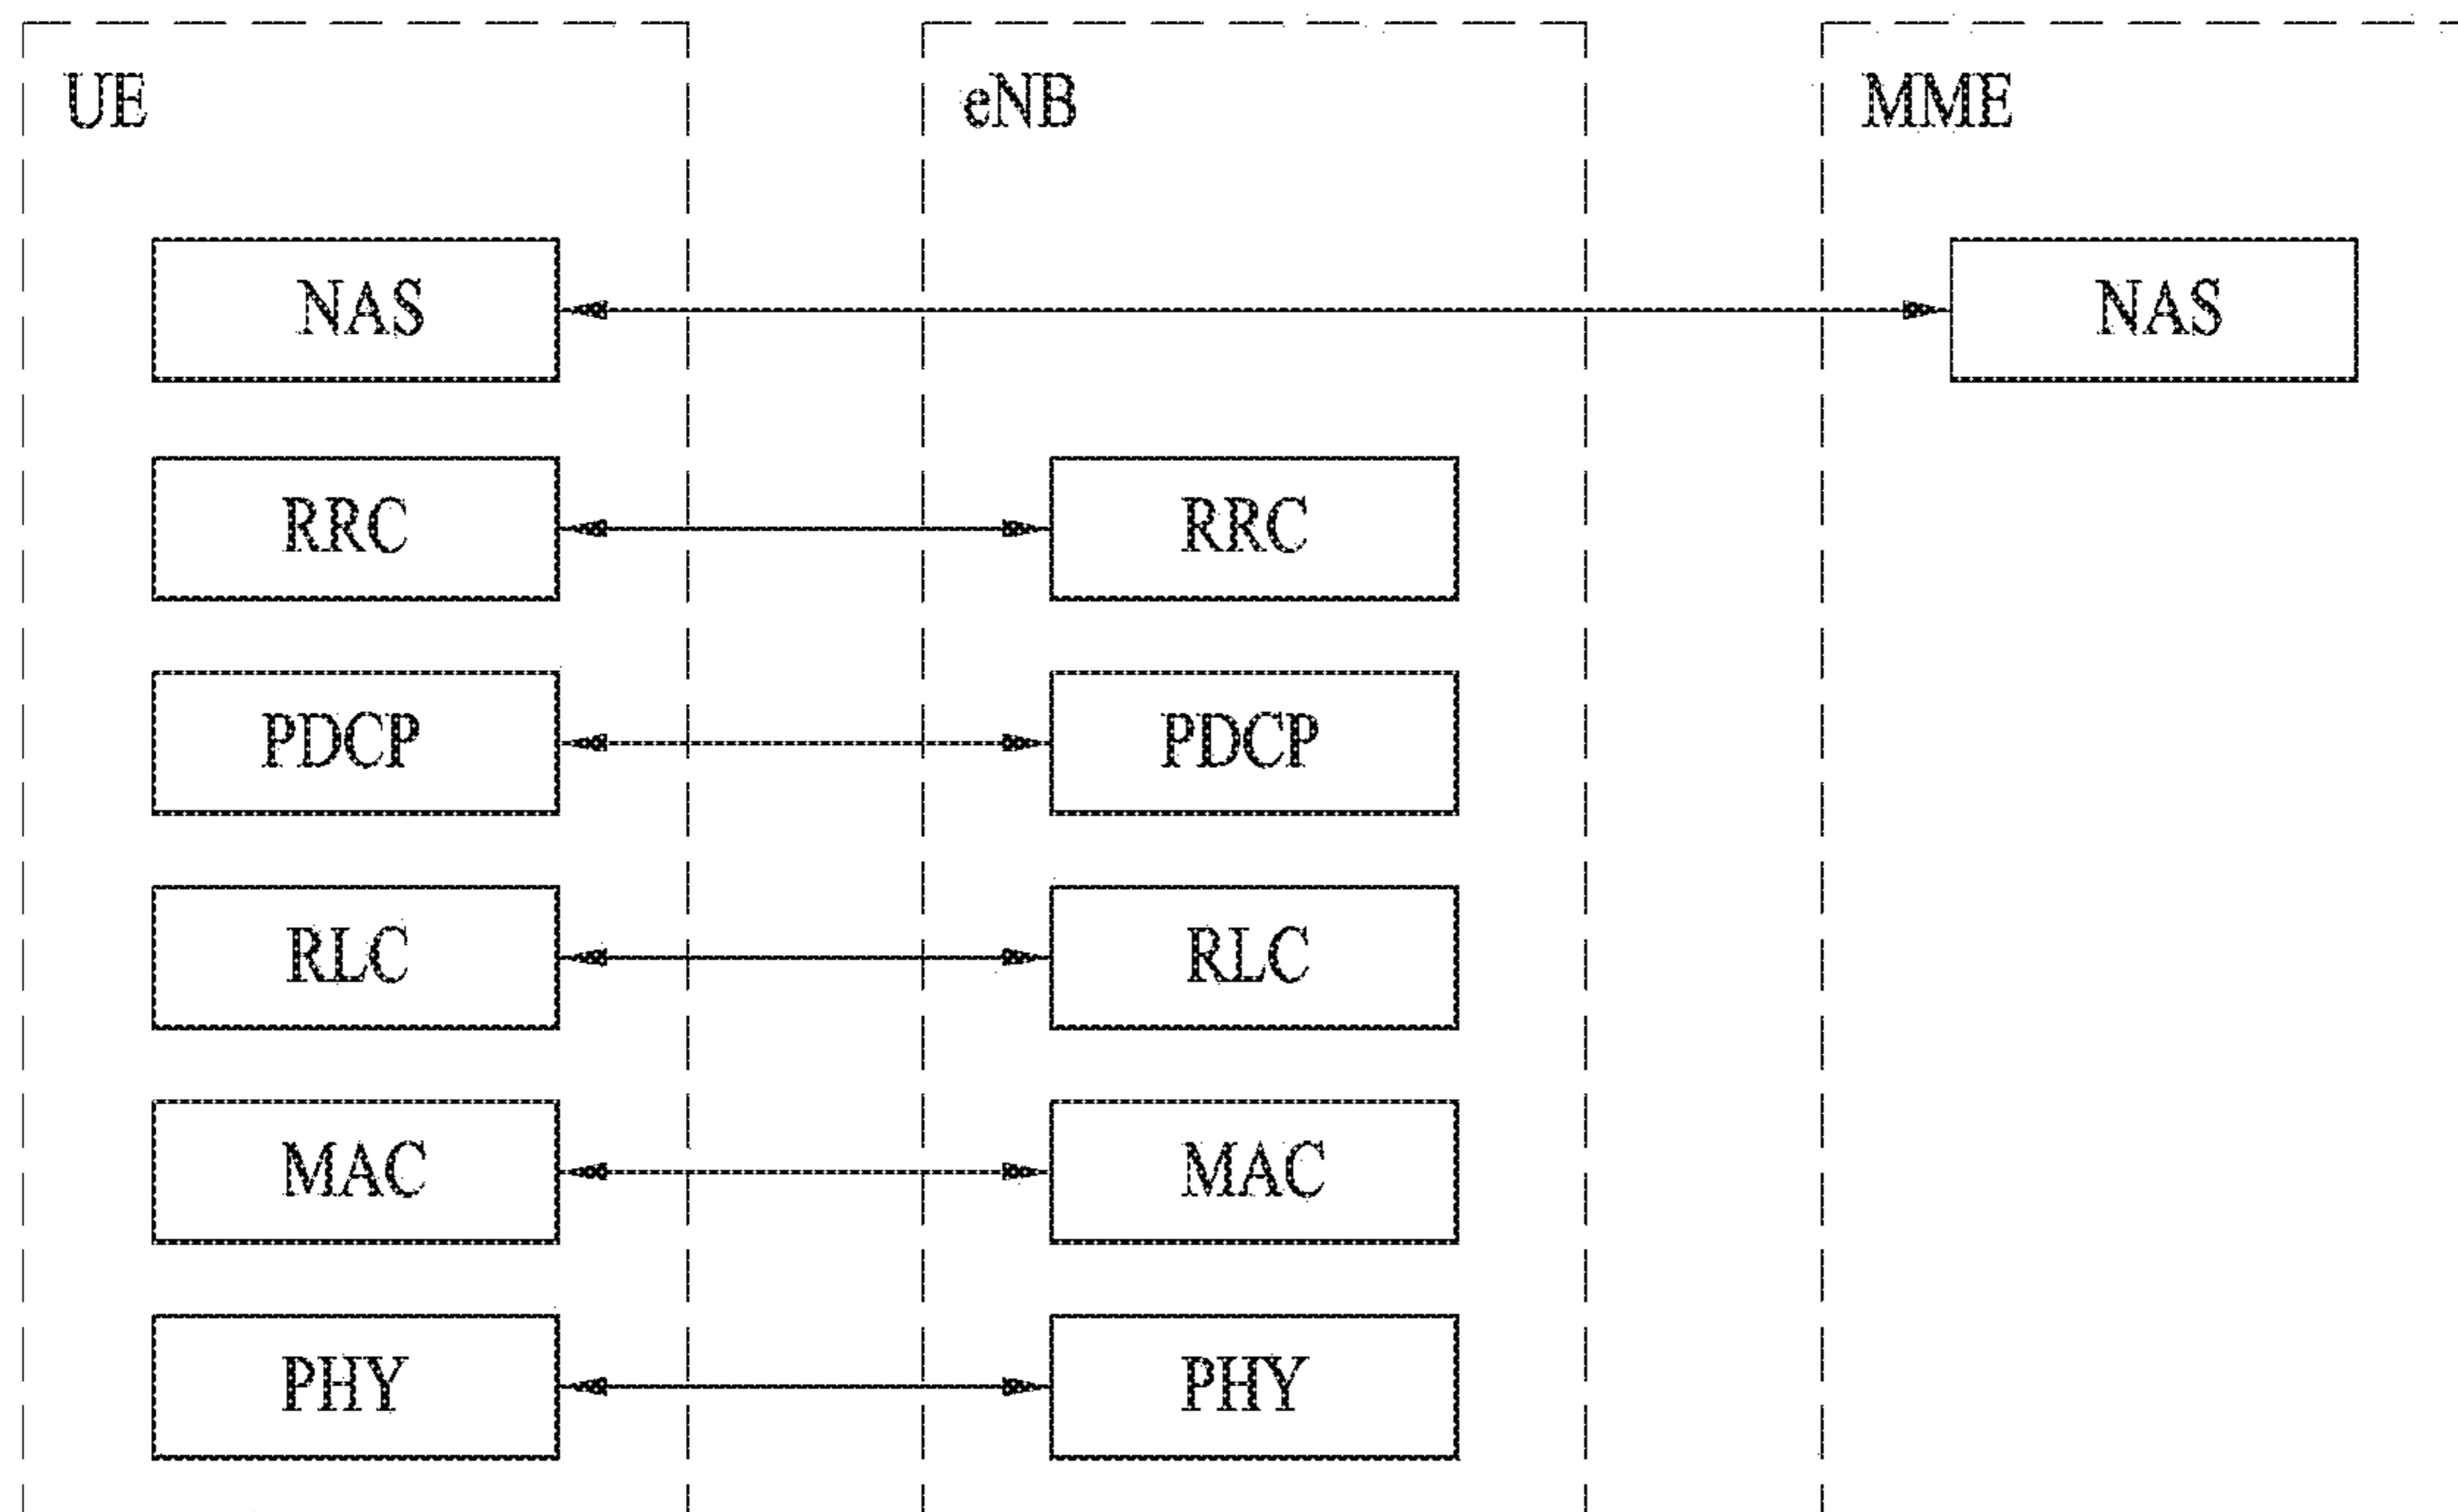 UE eNB MME
NAS NAS
RRC RRC
PDCP PDCP
RLC RLC
MAC MAC
PHY PHY